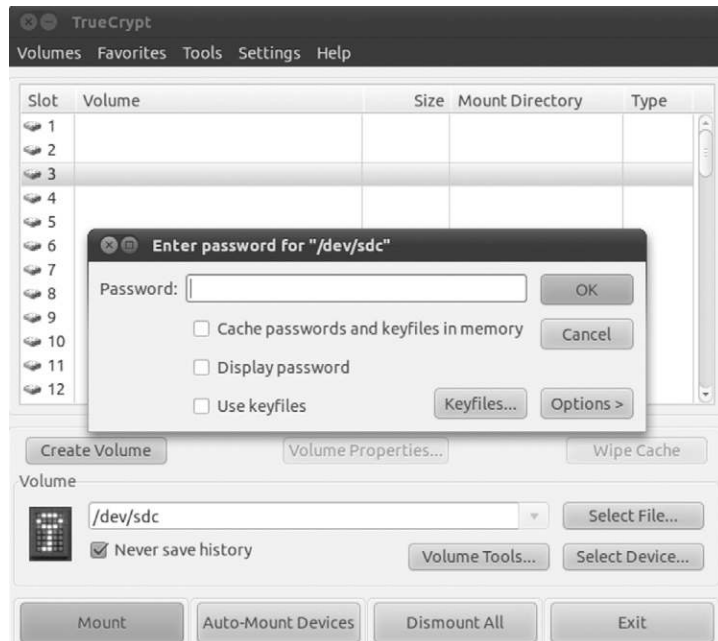 TrueCrypt
Volumes Favorites Tools Settings Help
Slot Volume Size Mount Directory Type
1
2
3
4
5
6
7
8
9
10
11
12
Enter password for "/dev/sdc"
Password: OK
Cache passwords and keyfiles in memory Cancel
Display password
Use keyfiles Keyfiles... Options >
Create Volume Volume Properties... Wipe Cache
Volume
/dev/sdc Select File...
Never save history Volume Tools... Select Device...
Mount Auto-Mount Devices Dismount All Exit